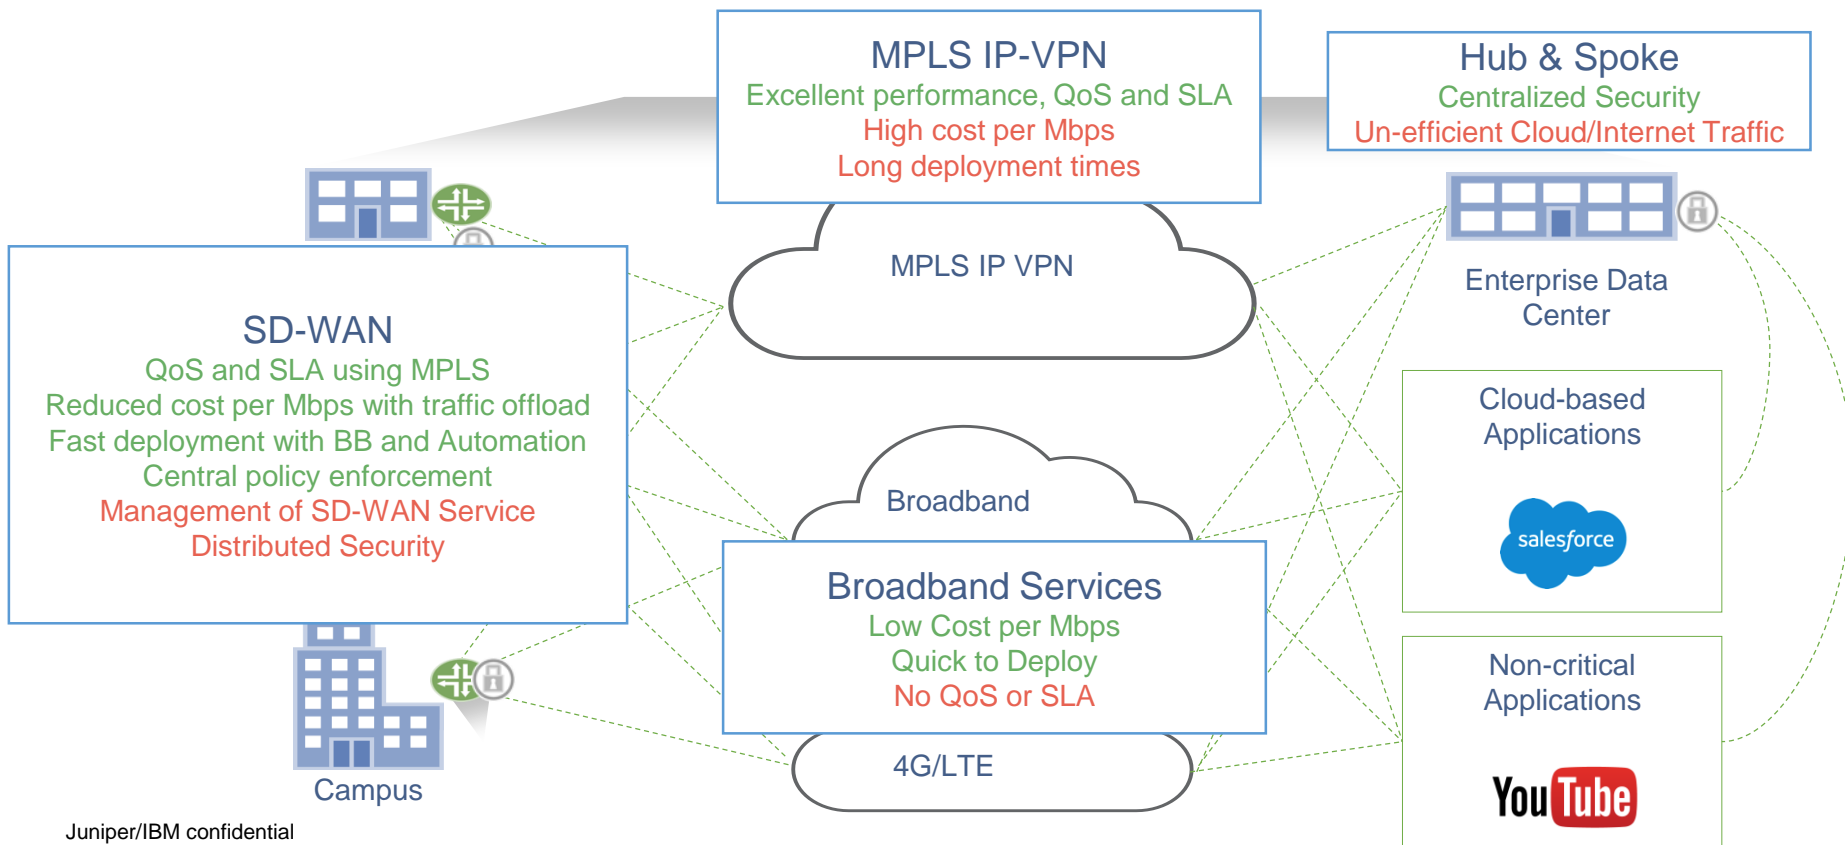 MPLS IP-VPN
Excellent performance, QoS and SLA
High cost per Mbps
Long deployment times
Hub & Spoke
Centralized Security
Un-efficient Cloud/Internet Traffic
MPLS IP VPN
Enterprise Data
Center
SD-WAN
QoS and SLA using MPLS
Reduced cost per Mbps with traffic offload
Fast deployment with BB and Automation
Central policy enforcement
Management of SD-WAN Service
Distributed Security
Cloud-based
Applications
salesforce
Broadband
Broadband Services
Low Cost per Mbps
Quick to Deploy
No QoS or SLA
4G/LTE
Non-critical
Applications
YouTube
Campus
Juniper/IBM confidential